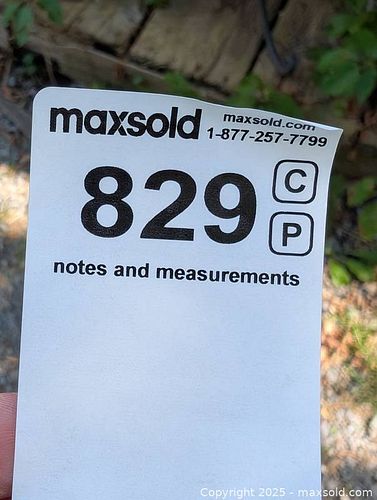 maxsold
maxsold.com
1-877-257-7799
829
C
P
notes and measurements
Copyright 2025 - maxsold.com